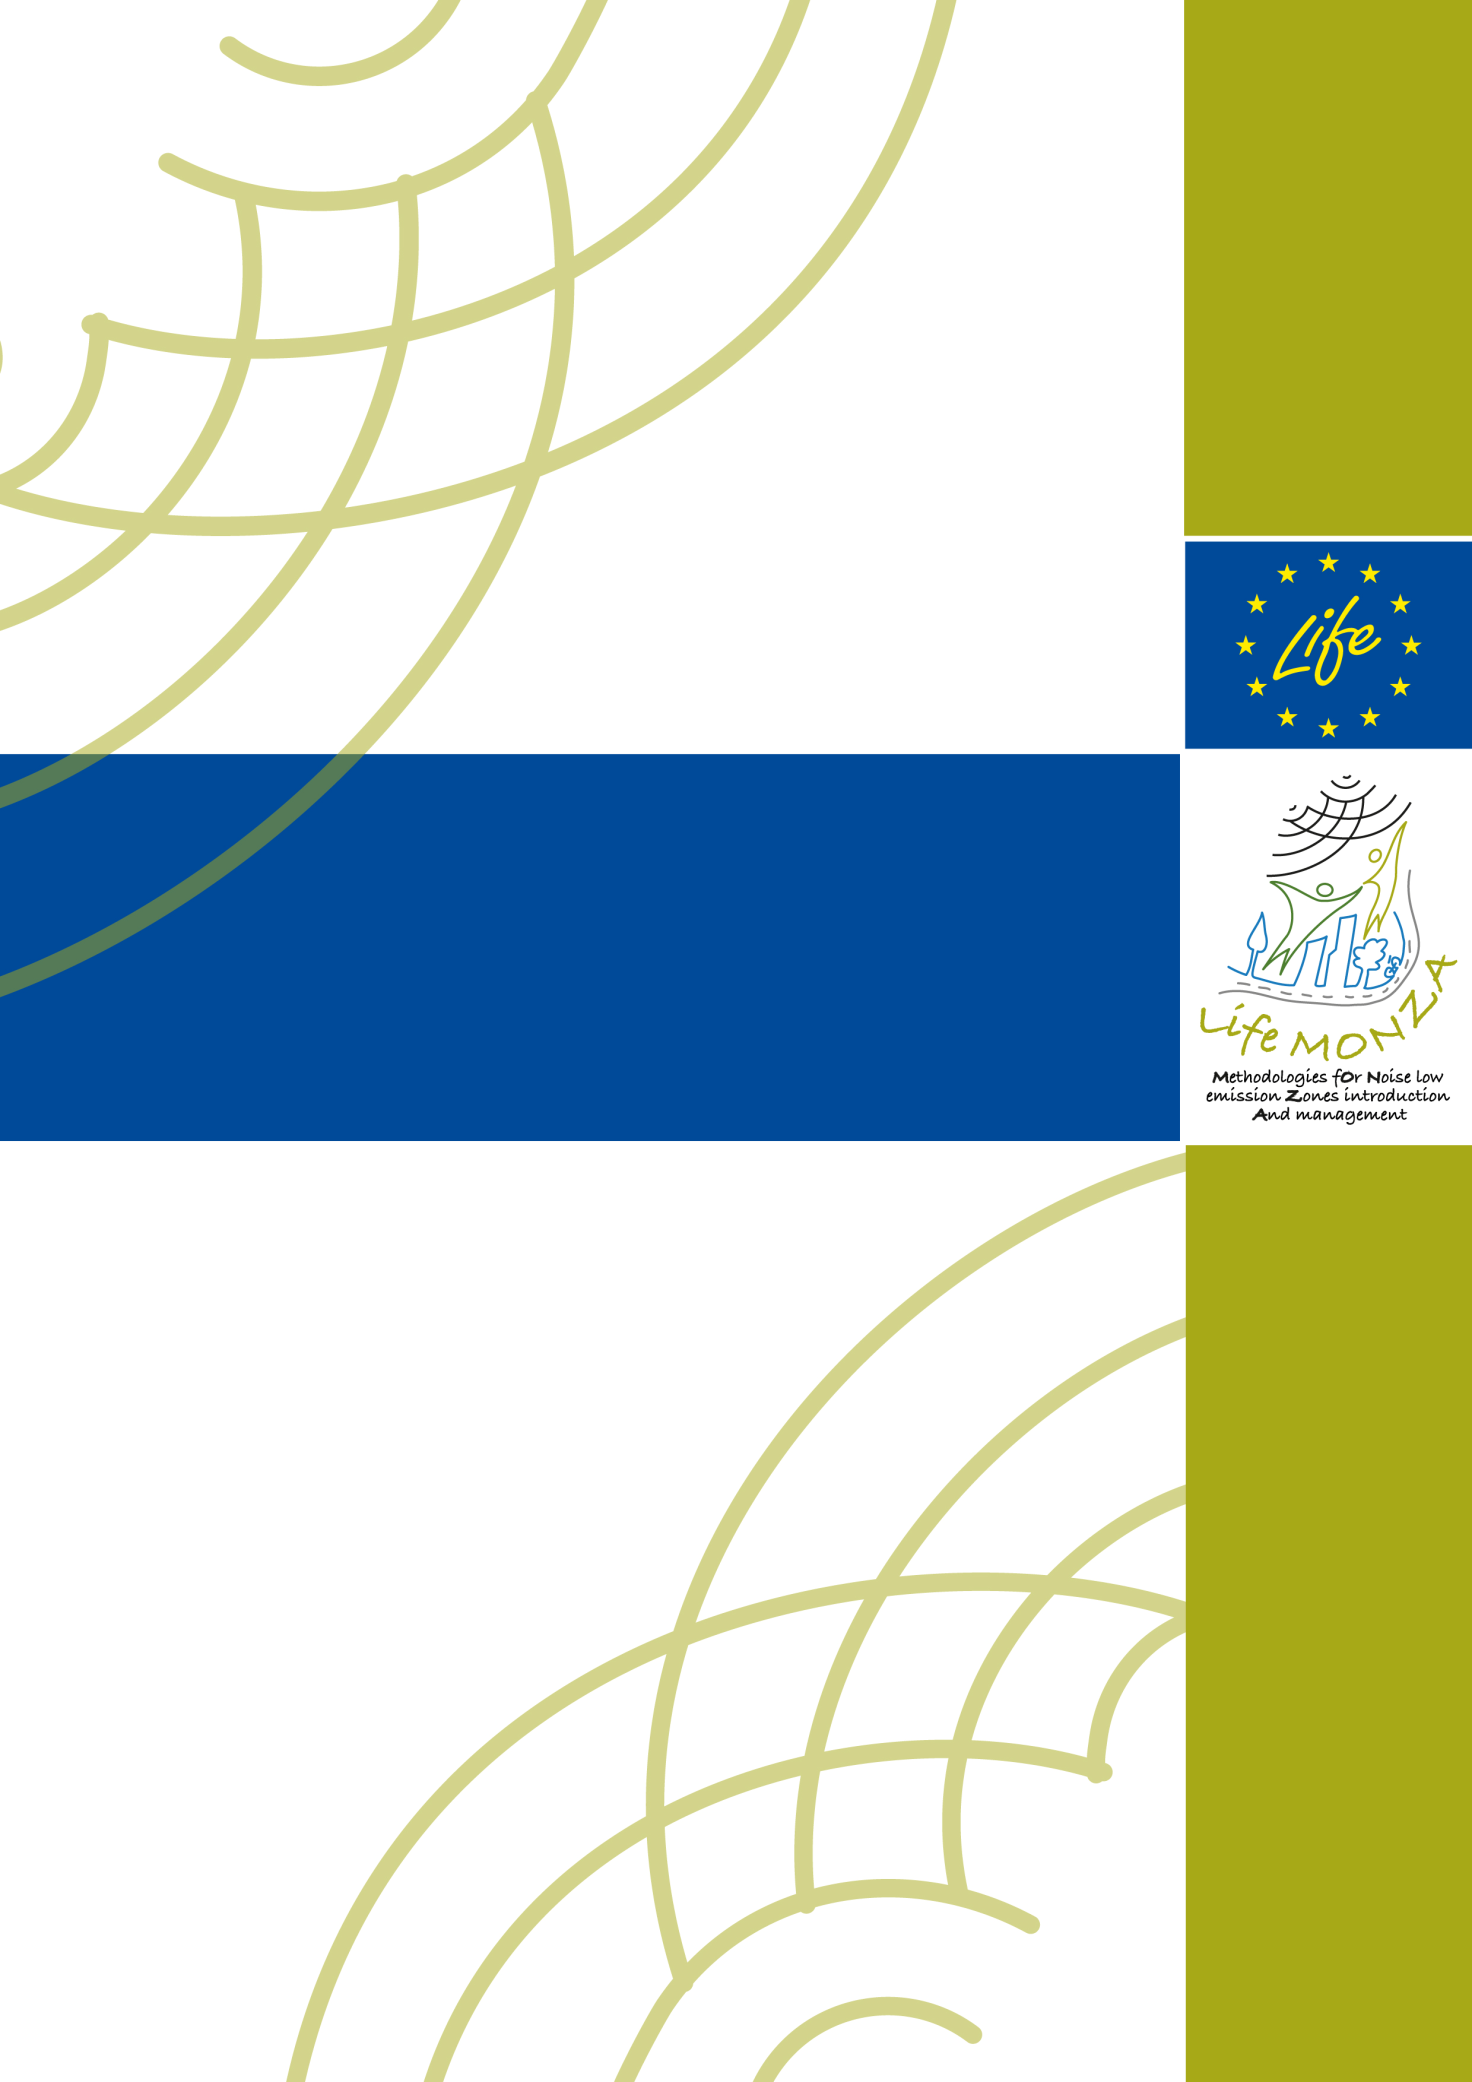 Life
Life MONZA
Methodologies fOr Noise low
emission Zones introduction
And management